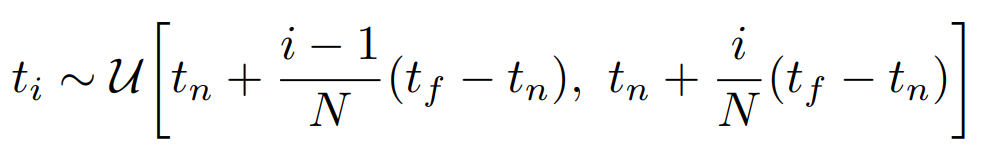 $t_i \sim \mathcal{U}\left[t_n + \frac{i-1}{N}(t_f - t_n),\ t_n + \frac{i}{N}(t_f - t_n)\right]$